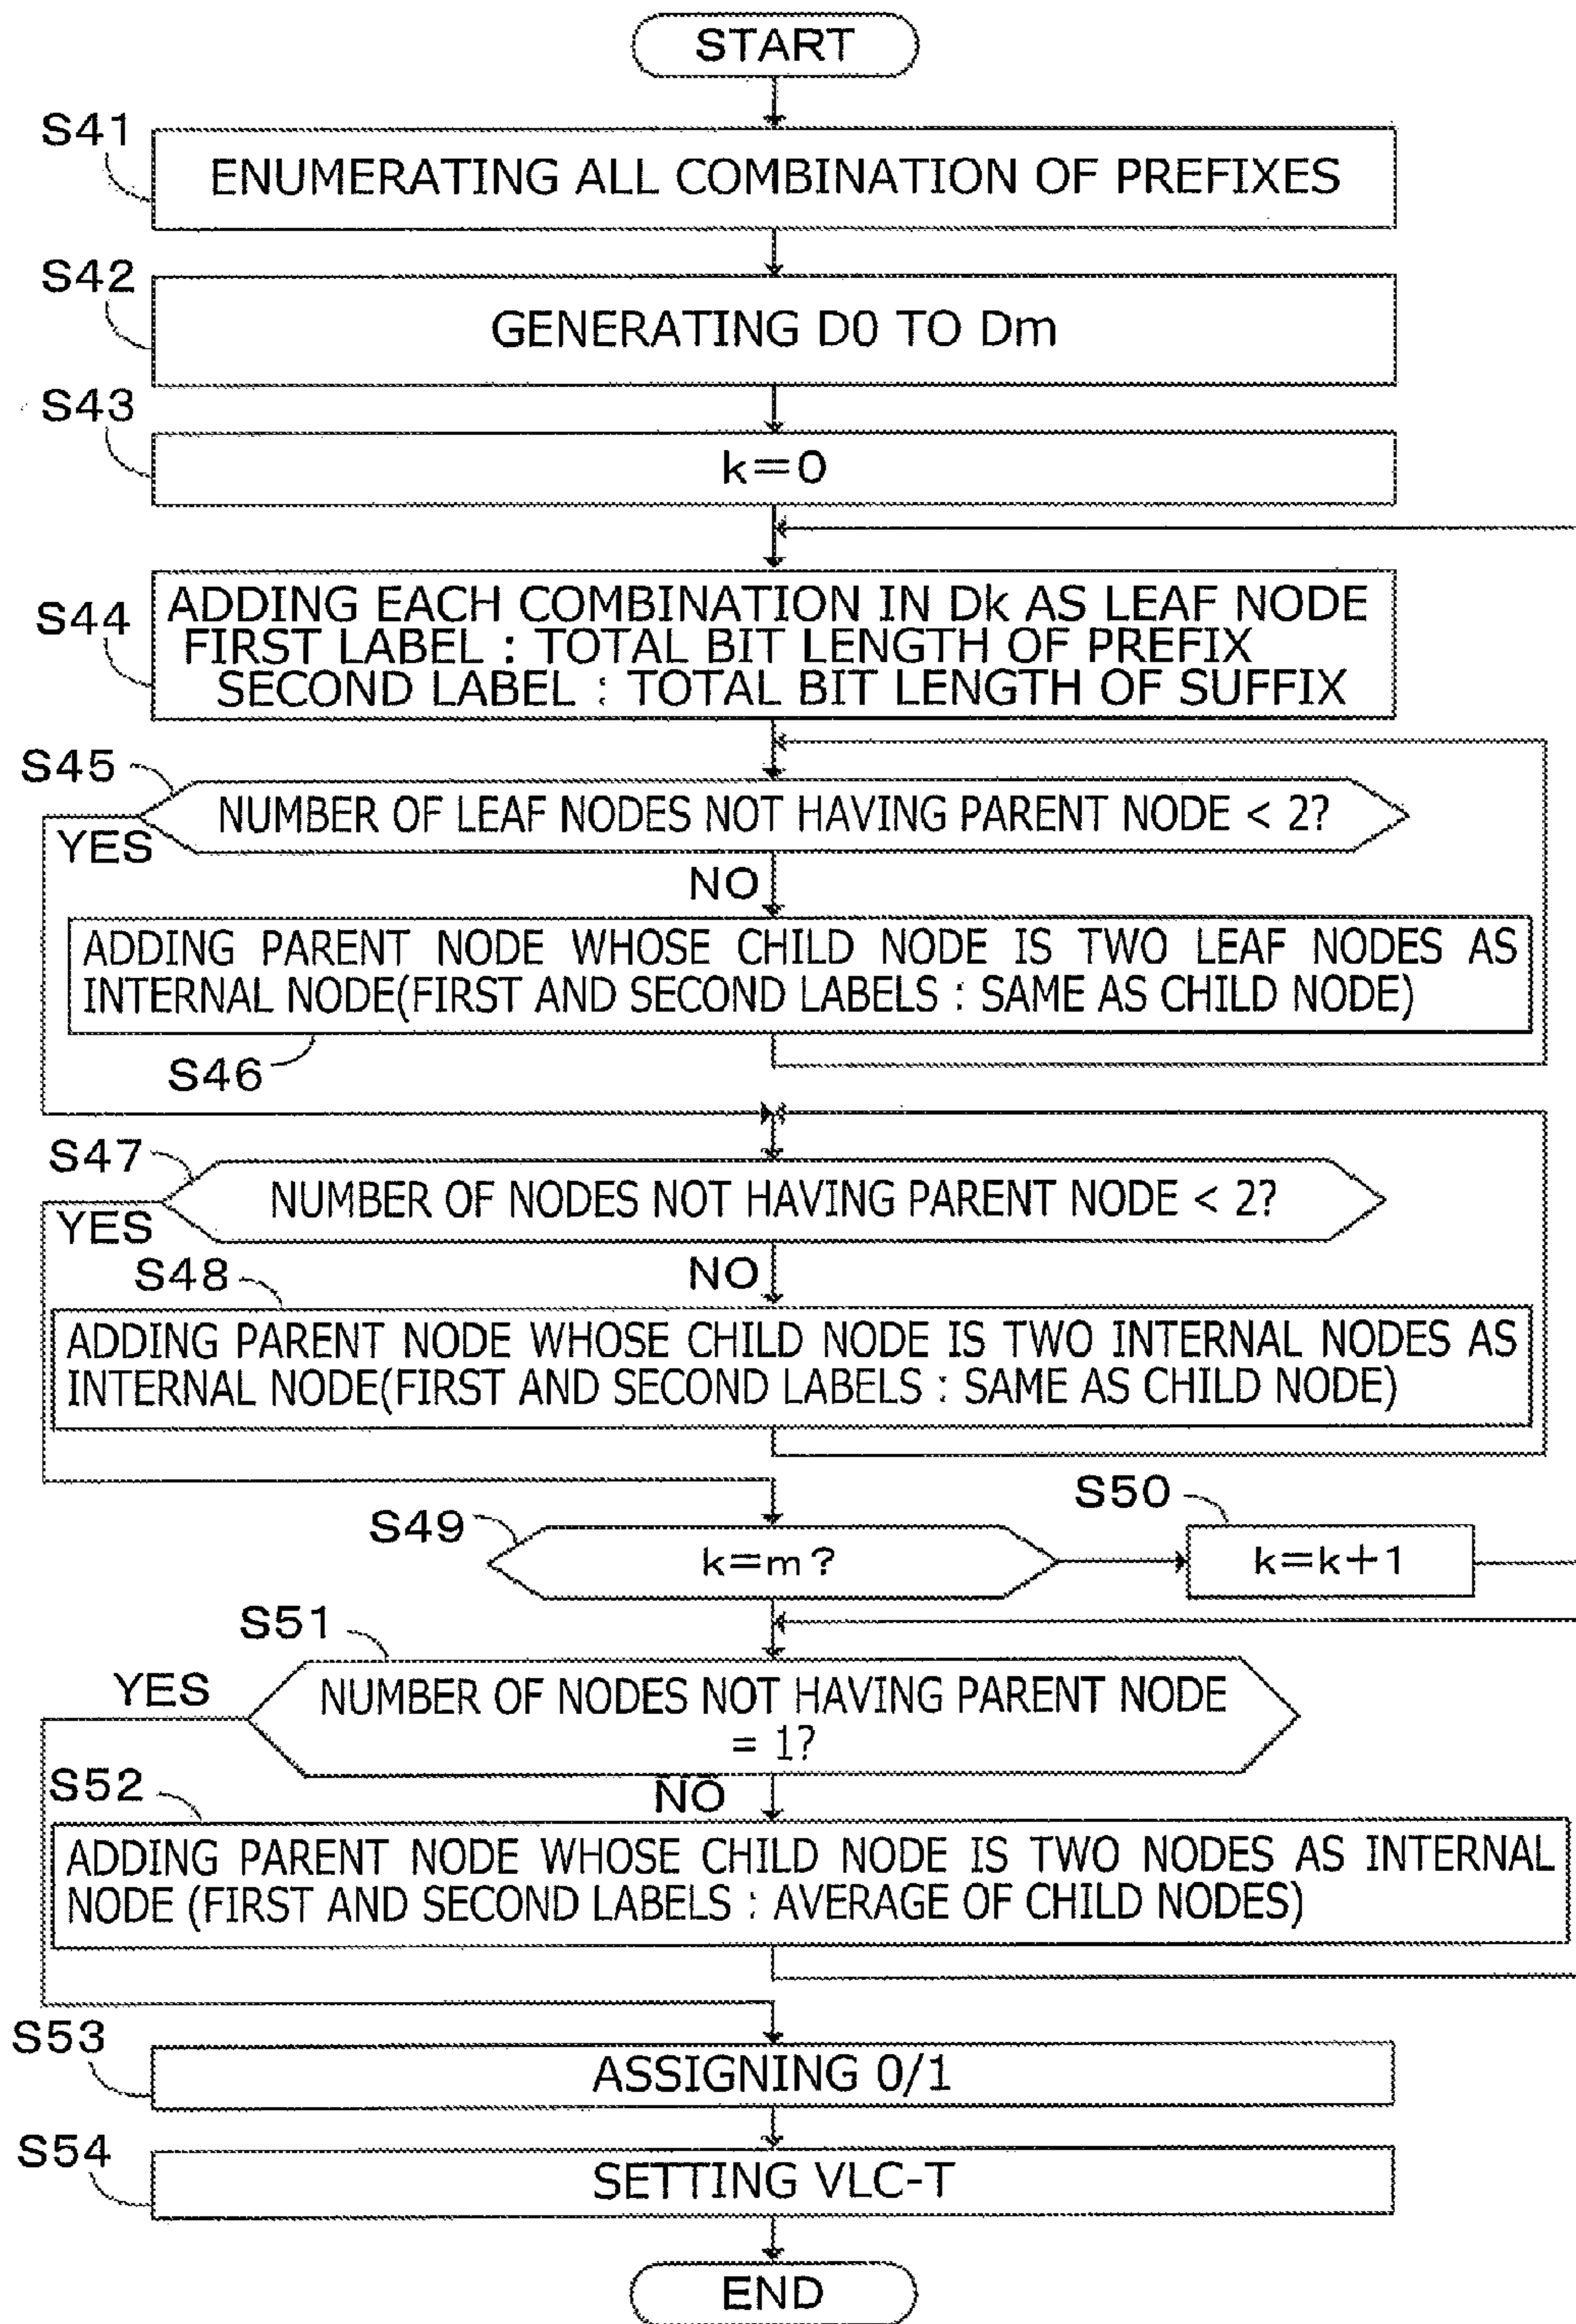 START
S41
ENUMERATING ALL COMBINATION OF PREFIXES
S42
GENERATING D0 TO Dm
S43
k=0
S44
ADDING EACH COMBINATION IN Dk AS LEAF NODE
FIRST LABEL : TOTAL BIT LENGTH OF PREFIX
SECOND LABEL : TOTAL BIT LENGTH OF SUFFIX
S45
NUMBER OF LEAF NODES NOT HAVING PARENT NODE < 2?
YES
NO
ADDING PARENT NODE WHOSE CHILD NODE IS TWO LEAF NODES AS
INTERNAL NODE(FIRST AND SECOND LABELS : SAME AS CHILD NODE)
S46
S47
NUMBER OF NODES NOT HAVING PARENT NODE < 2?
YES
NO
S48
ADDING PARENT NODE WHOSE CHILD NODE IS TWO INTERNAL NODES AS
INTERNAL NODE(FIRST AND SECOND LABELS : SAME AS CHILD NODE)
S49
k=m?
S50
k=k+1
S51
YES
NUMBER OF NODES NOT HAVING PARENT NODE
= 1?
NO
S52
ADDING PARENT NODE WHOSE CHILD NODE IS TWO NODES AS INTERNAL
NODE (FIRST AND SECOND LABELS : AVERAGE OF CHILD NODES)
S53
ASSIGNING 0/1
S54
SETTING VLC-T
END